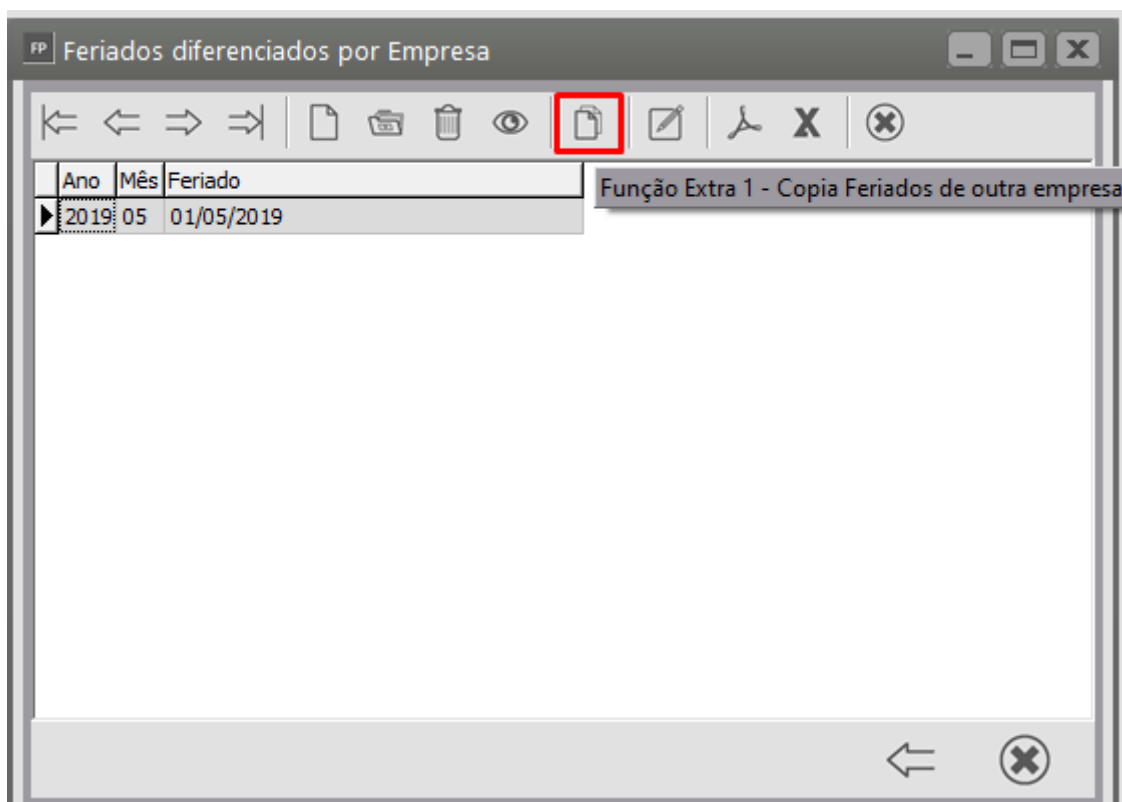 FP Feriados diferenciados por Empresa
Função Extra 1 - Copia Feriados de outra empresa
Ano Mês Feriado
2019 05 01/05/2019